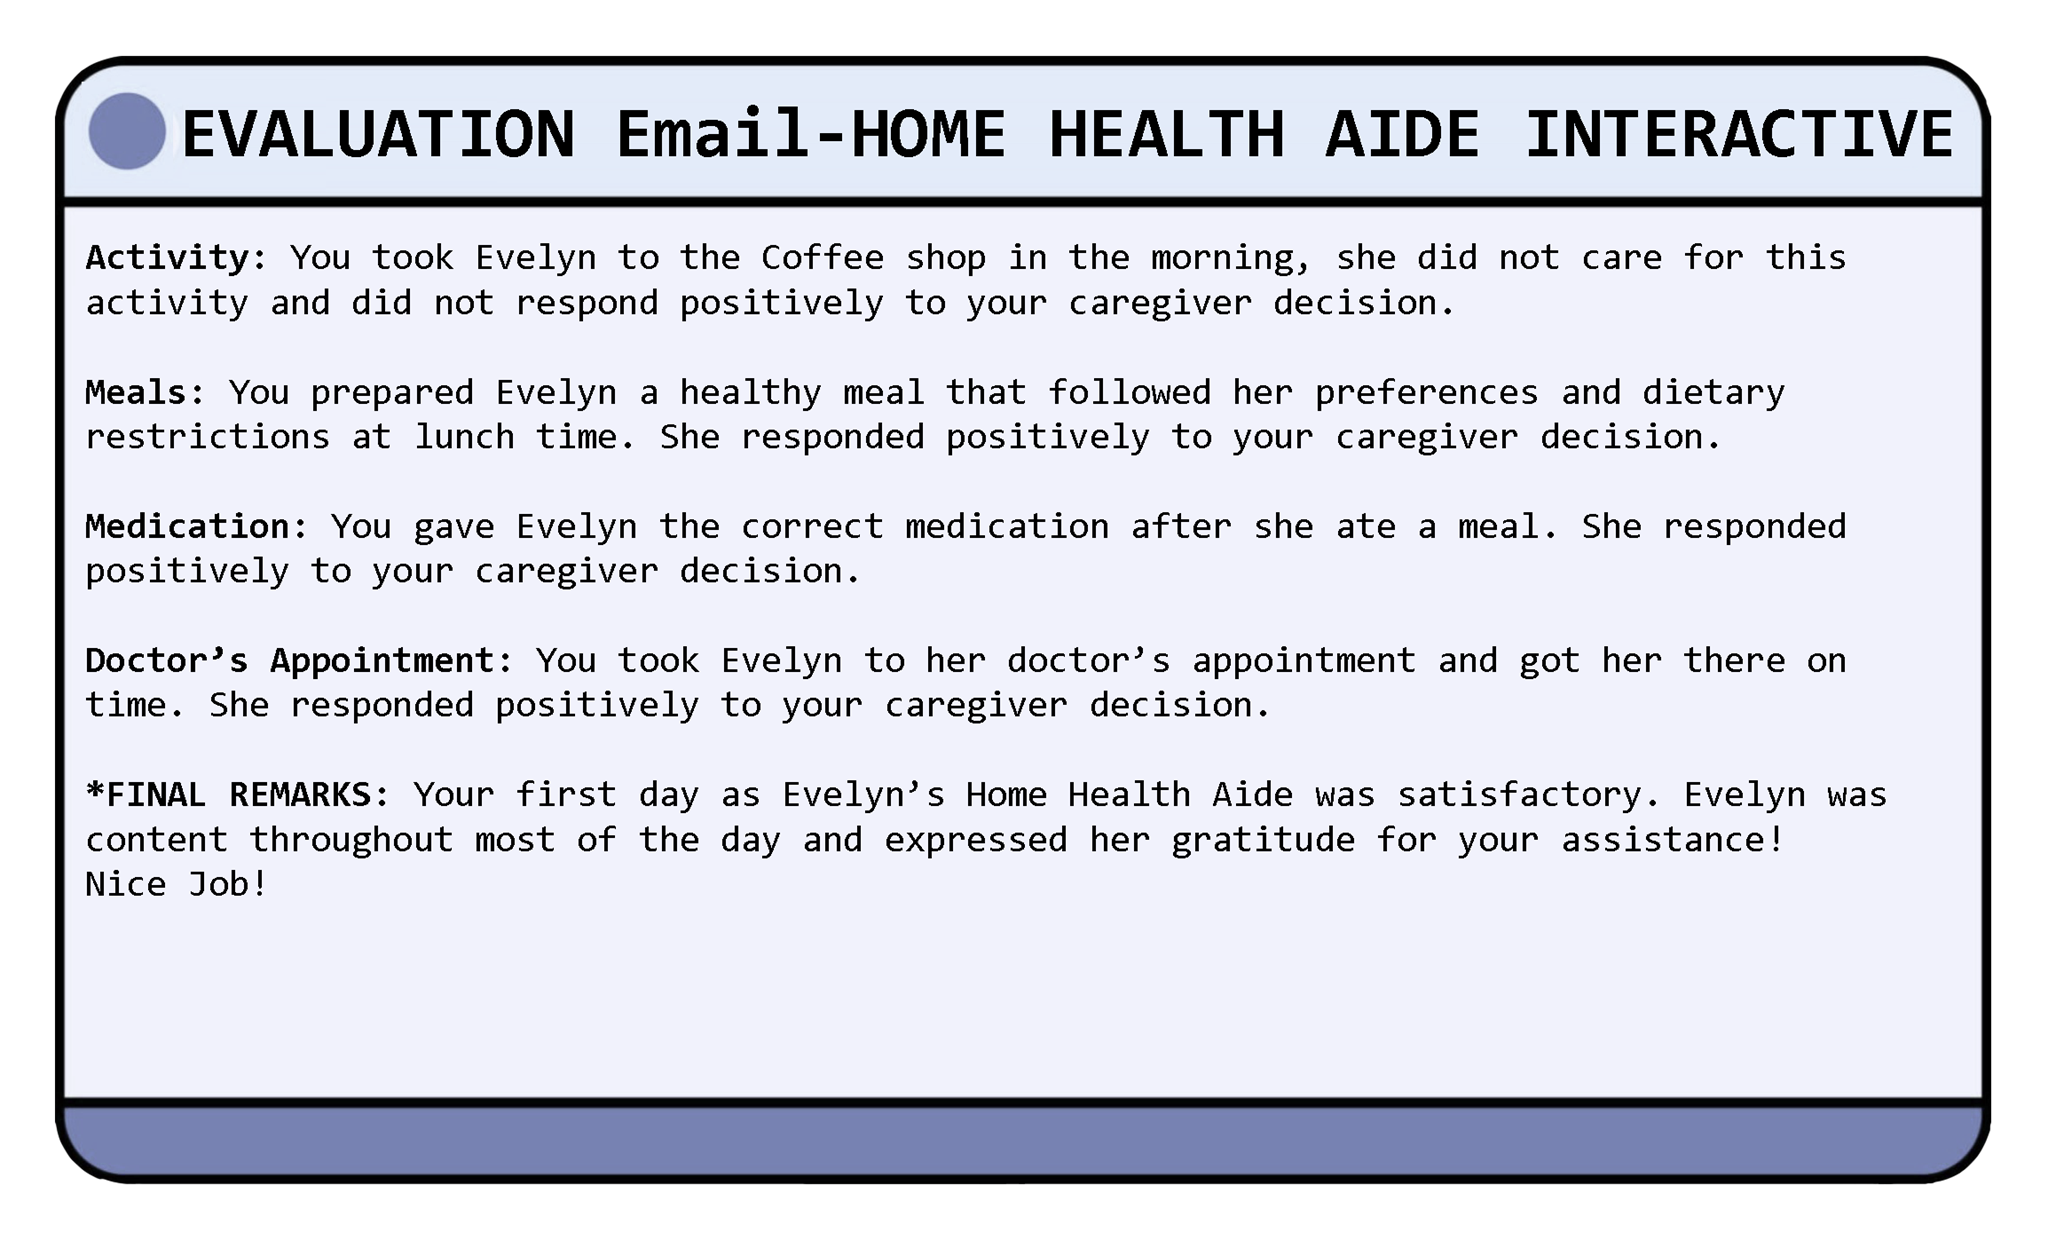 EVALUATION Email-HOME HEALTH AIDE INTERACTIVE
Activity: You took Evelyn to the Coffee shop in the morning, she did not care for this
activity and did not respond positively to your caregiver decision.
Meals: You prepared Evelyn a healthy meal that followed her preferences and dietary
restrictions at lunch time. She responded positively to your caregiver decision.
Medication: You gave Evelyn the correct medication after she ate a meal. She responded
positively to your caregiver decision.
Doctor’s Appointment: You took Evelyn to her doctor’s appointment and got her there on
time. She responded positively to your caregiver decision.
*FINAL REMARKS: Your first day as Evelyn’s Home Health Aide was satisfactory. Evelyn was
content throughout most of the day and expressed her gratitude for your assistance!
Nice Job!